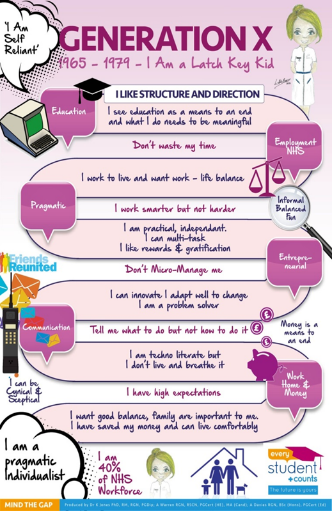 'I Am
Self
Reliant'
GENERATION X
1965 - 1979 - I Am a Latch Key Kid
I LIKE STRUCTURE AND DIRECTION
Education
I see education as a means to an end
and what I do needs to be meaningful
Employment
NHS
Don't waste my time
I work to live and want work - life balance
Pragmatic
I work smarter but not harder
Informal
Balanced
Fun
I am practical, independant.
I can multi-task
I like rewards & gratification
Entrepre-
neurial
Don't Micro-Manage me
Friends
Reunited
I can innovate I adapt well to change
I am a problem solver
Communication
Tell me what to do but not how to do it
Money is a
means to
an end
I am techno literate but
I don't live and breathe it
Work
Home &
Money
I can be
Cynical &
Sceptical
I have high expectations
I want good balance, family are important to me.
I have saved my money and can live comfortably
I am a
pragmatic
Individualist
I am
40%
of NHS
Workforce
every
student
+counts
The future is yours
MIND THE GAP